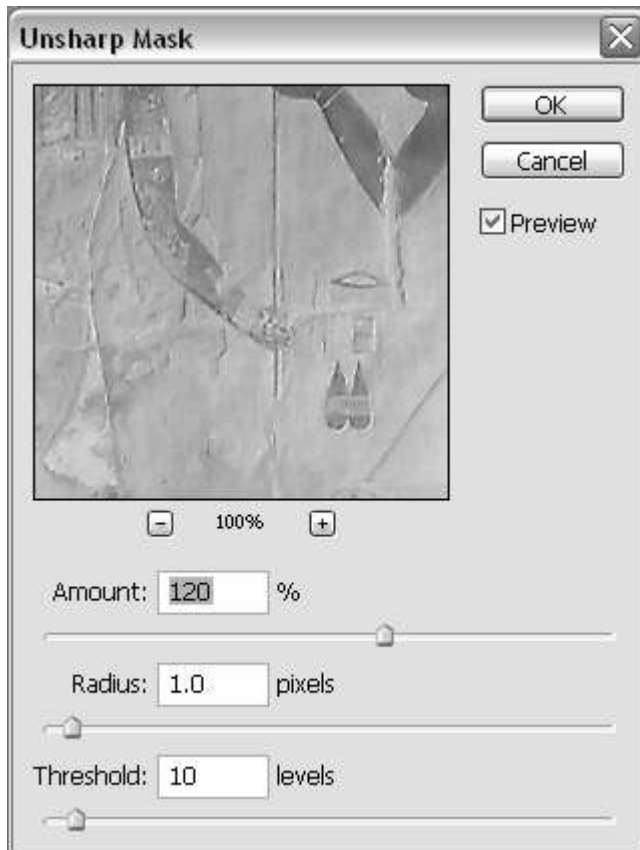 Unsharp Mask
OK
Cancel
Preview
100%
Amount: 120 %
Radius: 1.0 pixels
Threshold: 10 levels